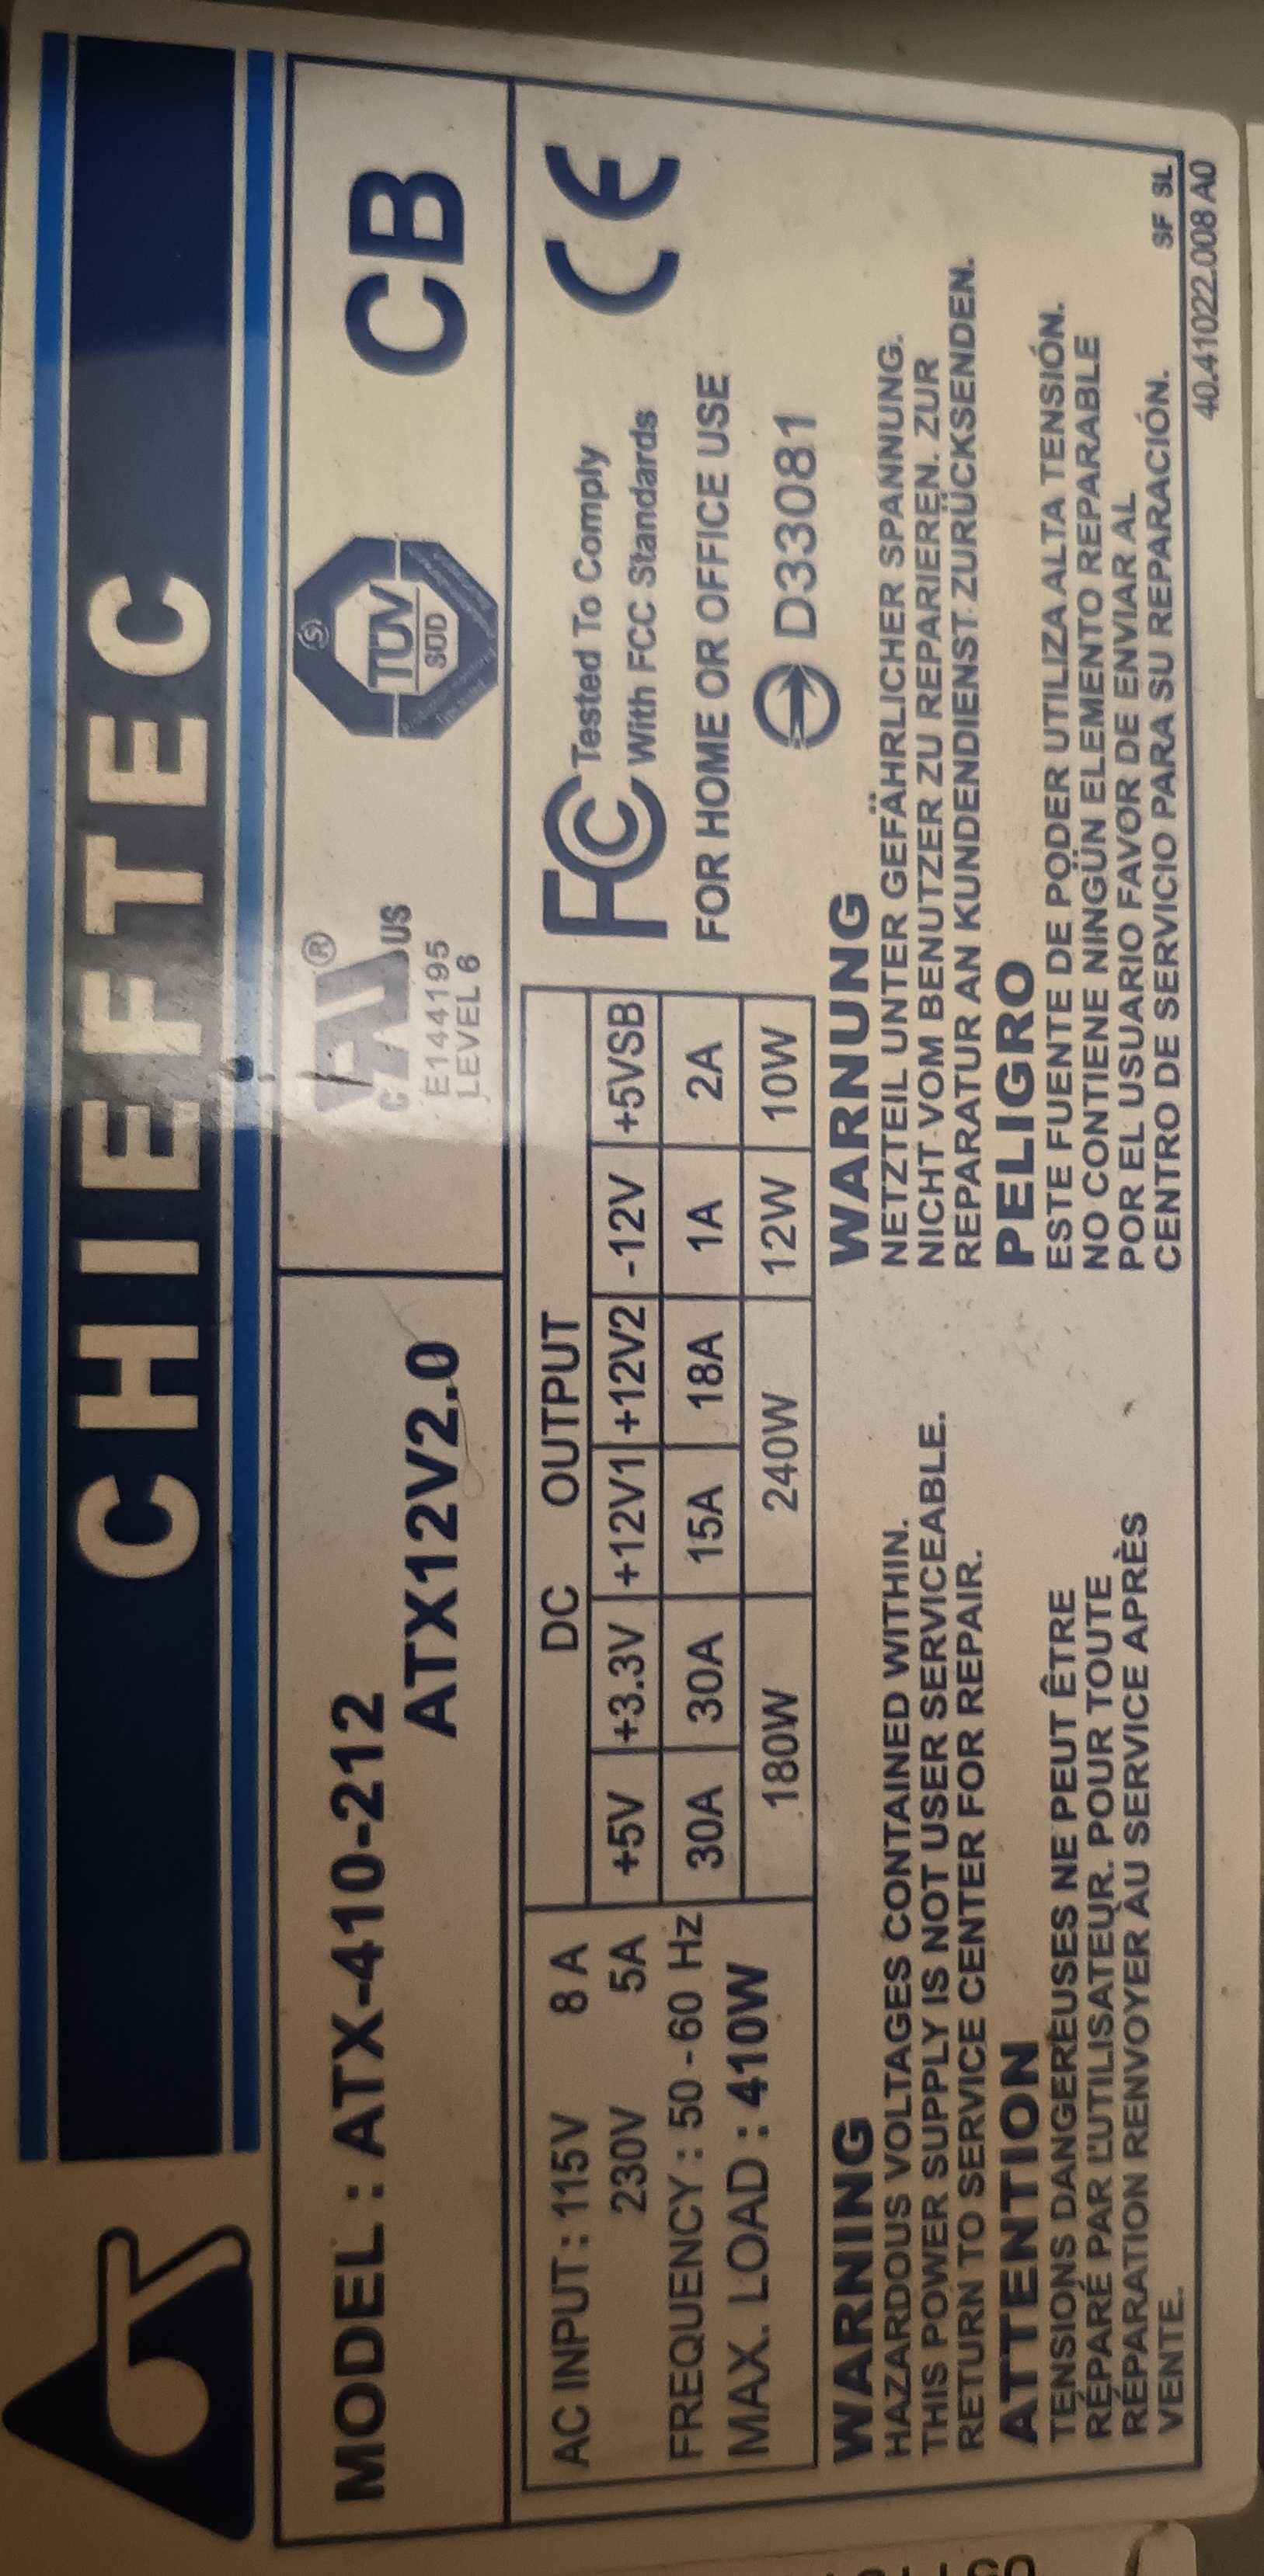 CHIEFTEC
MODEL : ATX-410-212
ATX12V2.0
C US ®
E144195
LEVEL 6
TÜV
SÜD
CB
AC INPUT : 115V 8 A
230V 5A
FREQUENCY : 50 - 60 Hz
MAX. LOAD : 410W
DC OUTPUT
+5V +3.3V +12V1 +12V2 -12V +5VSB
30A 30A 15A 18A 1A 2A
180W 240W 12W 10W
FC Tested To Comply
With FCC Standards
FOR HOME OR OFFICE USE
CE
D33081
WARNING
HAZARDOUS VOLTAGES CONTAINED WITHIN.
THIS POWER SUPPLY IS NOT USER SERVICEABLE.
RETURN TO SERVICE CENTER FOR REPAIR.
ATTENTION
TENSIONS DANGEREUSES NE PEUT ÊTRE
RÉPARÉ PAR L'UTILISATEUR. POUR TOUTE
RÉPARATION RENVOYER AU SERVICE APRÈS
VENTE.
WARNUNG
NETZTEIL UNTER GEFÄHRLICHER SPANNUNG.
NICHT VOM BENUTZER ZU REPARIEREN. ZUR
REPARATUR AN KUNDENDIENST ZURÜCKSENDEN.
PELIGRO
ESTE FUENTE DE PODER UTILIZA ALTA TENSIÓN.
NO CONTIENE NINGÜN ELEMENTO REPARABLE
POR EL USUARIO FAVOR DE ENVIAR AL
CENTRO DE SERVICIO PARA SU REPARACIÓN.
SF SL
40.41022.008 A0